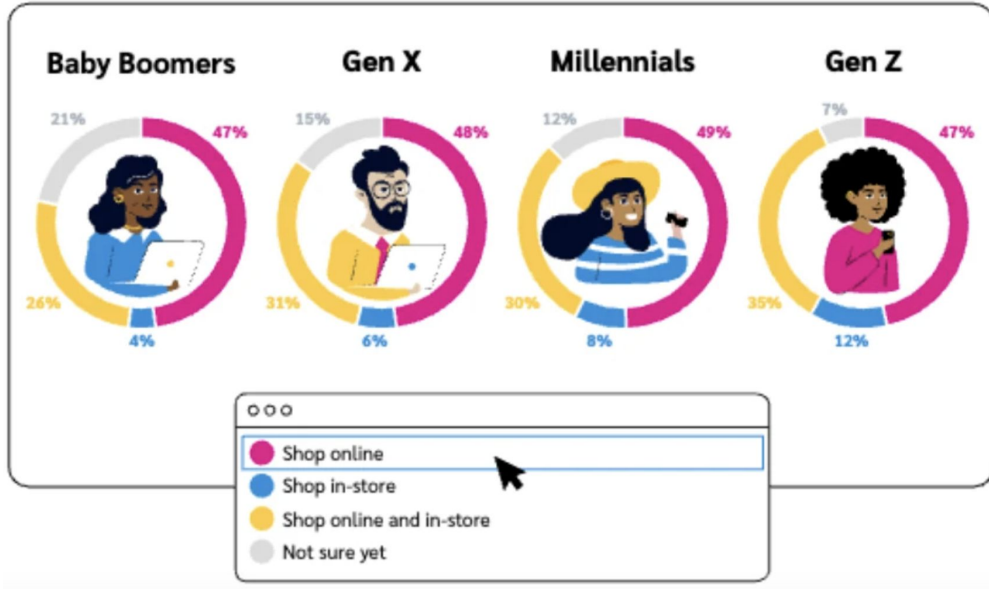 Baby Boomers
Gen X
Millennials
Gen Z
21%
47%
26%
4%
15%
48%
31%
6%
12%
49%
30%
8%
7%
47%
35%
12%
Shop online
Shop in-store
Shop online and in-store
Not sure yet